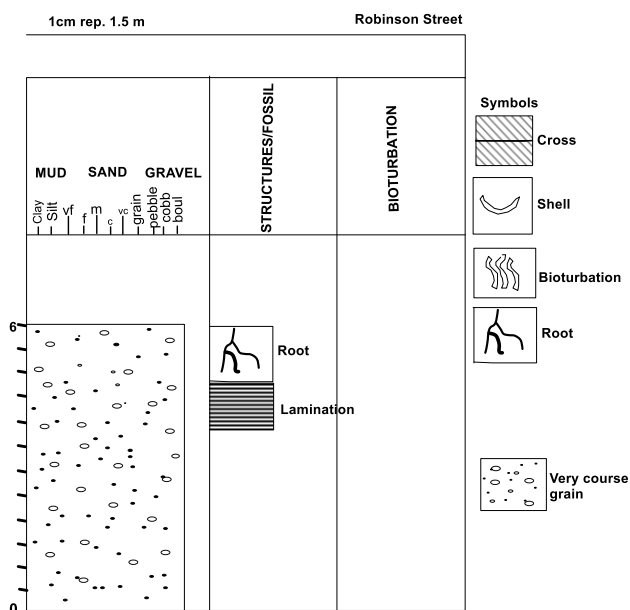 1cm rep. 1.5 m
Robinson Street
MUD SAND GRAVEL
Clay Silt vf f m c vc grain pebble cobb boul
STRUCTURES/FOSSIL
BIOTURBATION
Symbols
Cross
Shell
Bioturbation
Root
Very course
grain
6
Root
Lamination
0